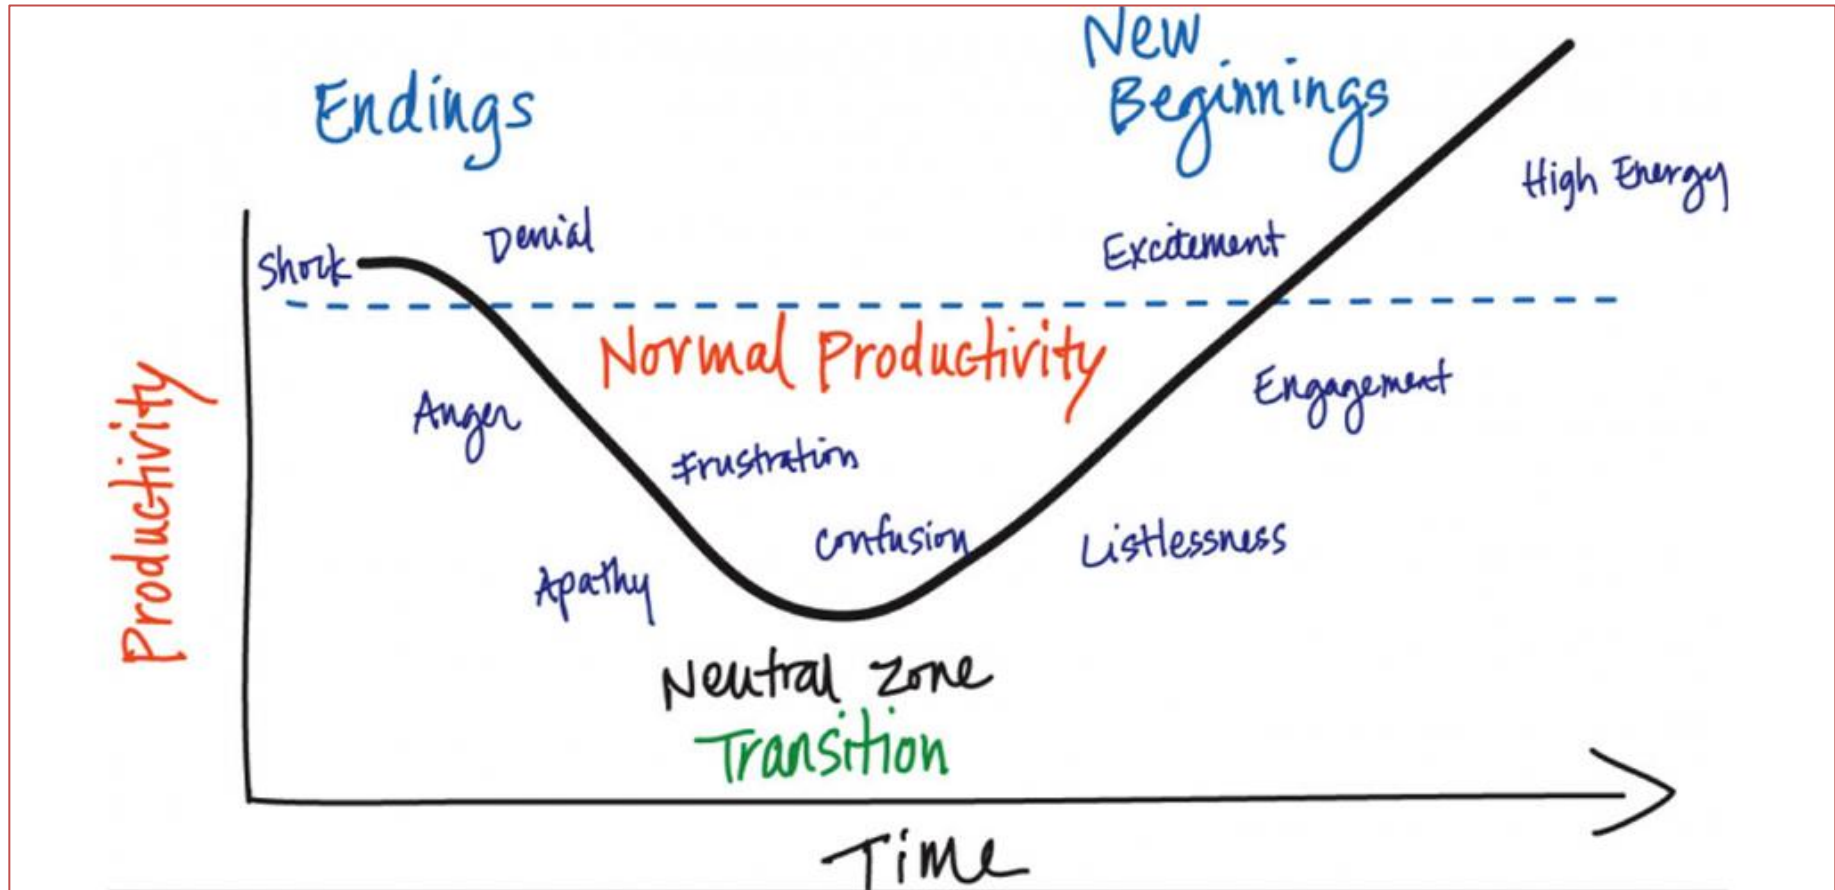 New
Beginnings
Endings
High Energy
Denial
Excitement
Shock
Normal Productivity
Productivity
Engagement
Anger
Frustration
Confusion
Listlessness
Apathy
Neutral Zone
Transition
Time